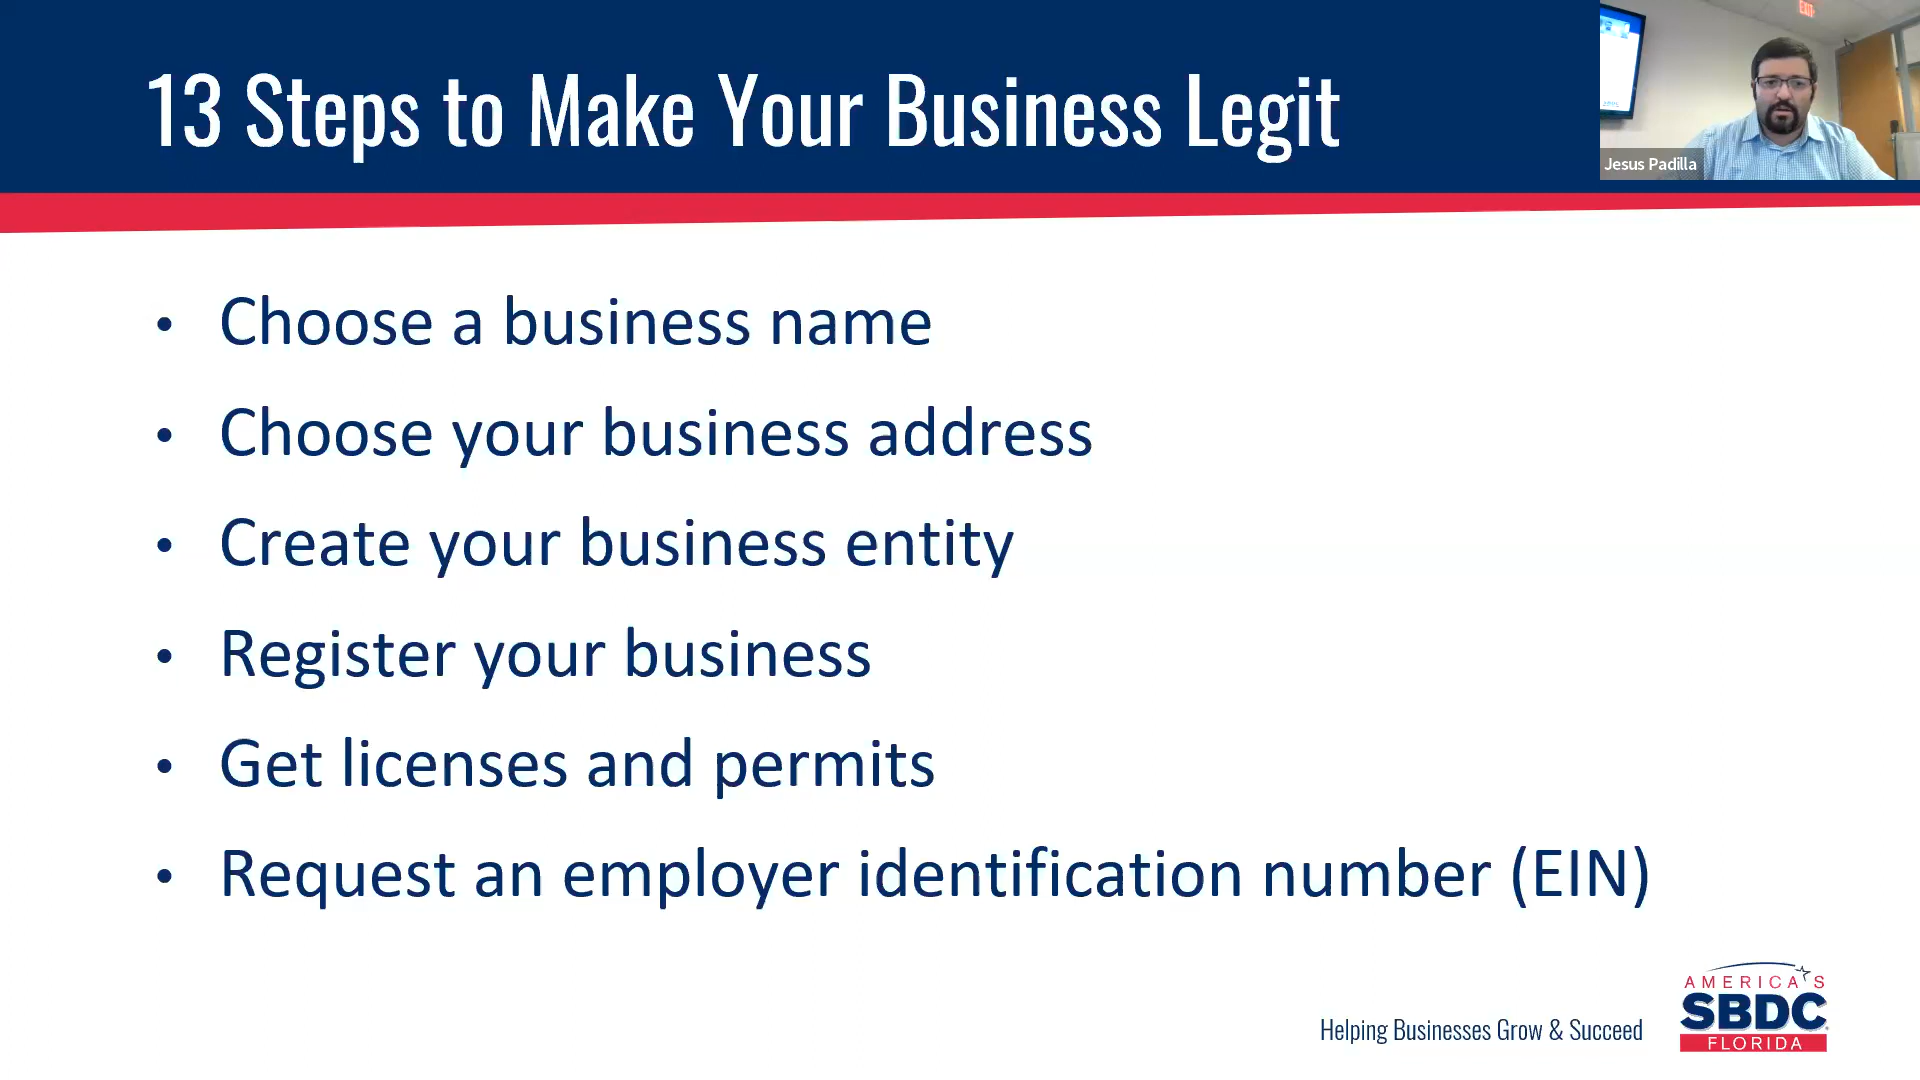 13 Steps to Make Your Business Legit
EXIT
Jesus Padilla
• Choose a business name
• Choose your business address
• Create your business entity
• Register your business
• Get licenses and permits
• Request an employer identification number (EIN)
Helping Businesses Grow & Succeed
AMERICA'S
SBDC
FLORIDA